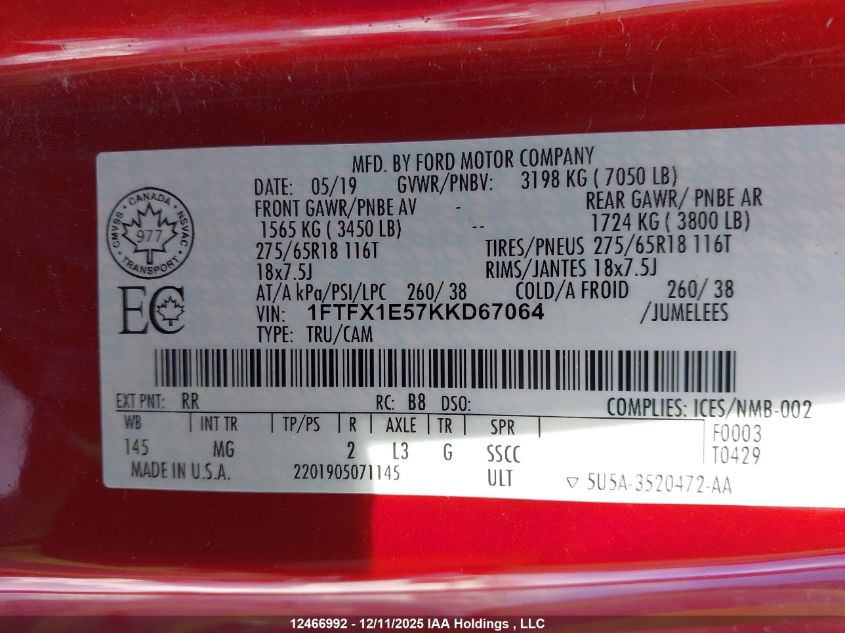 MFD. BY FORD MOTOR COMPANY
DATE: 05/19 GVWR/PNBV: 3198 KG ( 7050 LB)
FRONT GAWR/PNBE AV - REAR GAWR/ PNBE AR
1565 KG ( 3450 LB) -- 1724 KG ( 3800 LB)
275/65R18 116T TIRES/PNEUS 275/65R18 116T
18x7.5J RIMS/JANTES 18x7.5J
AT/A kPa/PSI/LPC 260/ 38 COLD/A FROID 260/ 38
VIN: 1FTFX1E57KKD67064 /JUMELEES
TYPE: TRU/CAM
CANADA
CMVSS NSVAC
977
TRANSPORT
EC
EXT PNT: RR RC: B8 DSO: COMPLIES: ICES/NMB-002
WB INT TR TP/PS R AXLE TR SPR F0003
145 MG 2 L3 G SSCC T0429
MADE IN U.S.A. 2201905071145 ULT ▽ 5U5A-3520472-AA
12466992 - 12/11/2025 IAA Holdings , LLC